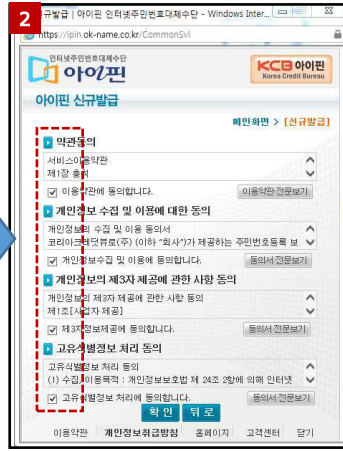 2
규발급 | 아이핀 인터넷주민번호대체수단 - Windows Inter...
https://ipin.ok-name.co.kr/CommonSvl
인터넷주민번호대체수단
아이핀
KCB 아이핀
Korea Credit Bureau
아이핀 신규발급
메인화면 > [신규발급]
약관동의
서비스이용약관
제1장 총칙
이용약관에 동의합니다.
이용약관전문보기
개인정보 수집 및 이용에 대한 동의
개인정보의 수집 및 이용 동의서
코리아크레딧뷰로(주) (이하 "회사")가 제공하는 주민번호등록 보
개인정보수집 및 이용에 동의합니다.
동의서 전문보기
개인정보의 제3자 제공에 관한 사항 동의
개인정보의 제3자 제공에 관한 사항 동의
제1조[사업자 제공]
제3자정보제공에 동의합니다.
동의서 전문보기
고유식별정보 처리 동의
고유식별정보 처리 동의
(1) 수집, 이용목적 : 개인정보보호법 제 24조 2항에 의해 인터넷
고유식별정보 처리에 동의합니다.
동의서 전문보기
확 인 뒤 로
이용약관 개인정보취급방침 홈페이지 고객센터 닫기